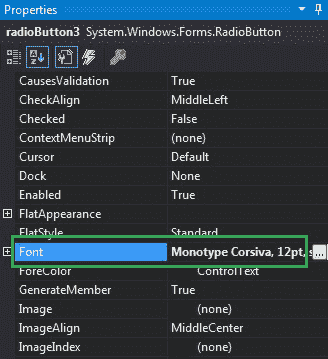 Properties
radioButton3 System.Windows.Forms.RadioButton
CausesValidation True
CheckAlign MiddleLeft
Checked False
ContextMenuStrip (none)
Cursor Default
Dock None
Enabled True
FlatAppearance
FlatStyle Standard
Font Monotype Corsiva, 12pt, s ...
ForeColor ControlText
GenerateMember True
Image (none)
ImageAlign MiddleCenter
ImageIndex (none)